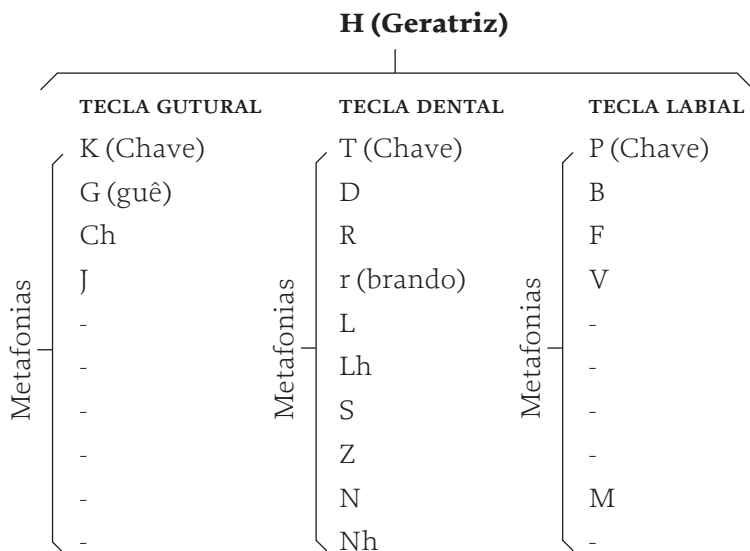 H (Geratriz)
TECLA GUTURAL TECLA DENTAL TECLA LABIAL
K (Chave) T (Chave) P (Chave)
G (guê) D B
Ch R F
J r (brando) V
- L -
- Lh -
- S -
- Z -
- N M
- Nh -
Metafonias Metafonias Metafonias